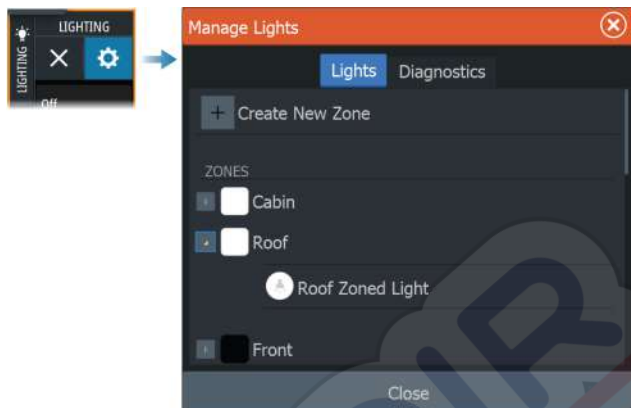 LIGHTING
LIGHTING
Off
Manage Lights
Lights Diagnostics
+ Create New Zone
ZONES
Cabin
Roof
Roof Zoned Light
Front
Close